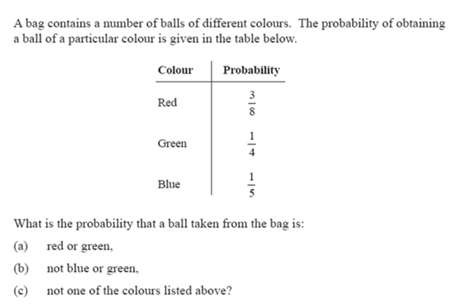 A bag contains a number of balls of different colours. The probability of obtaining
a ball of a particular colour is given in the table below.
Colour Probability
Red 3/8
Green 1/4
Blue 1/5
What is the probability that a ball taken from the bag is:
(a) red or green,
(b) not blue or green,
(c) not one of the colours listed above?